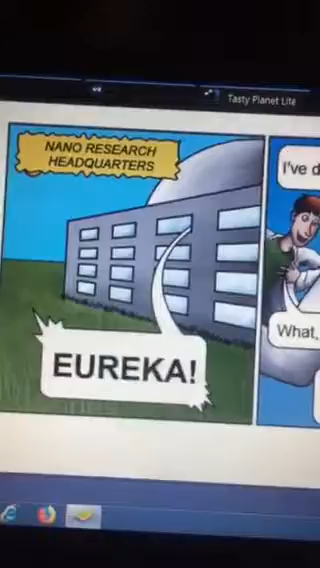 Tasty Planet Lite
NANO RESEARCH
HEADQUARTERS
EUREKA!
I've d
What,